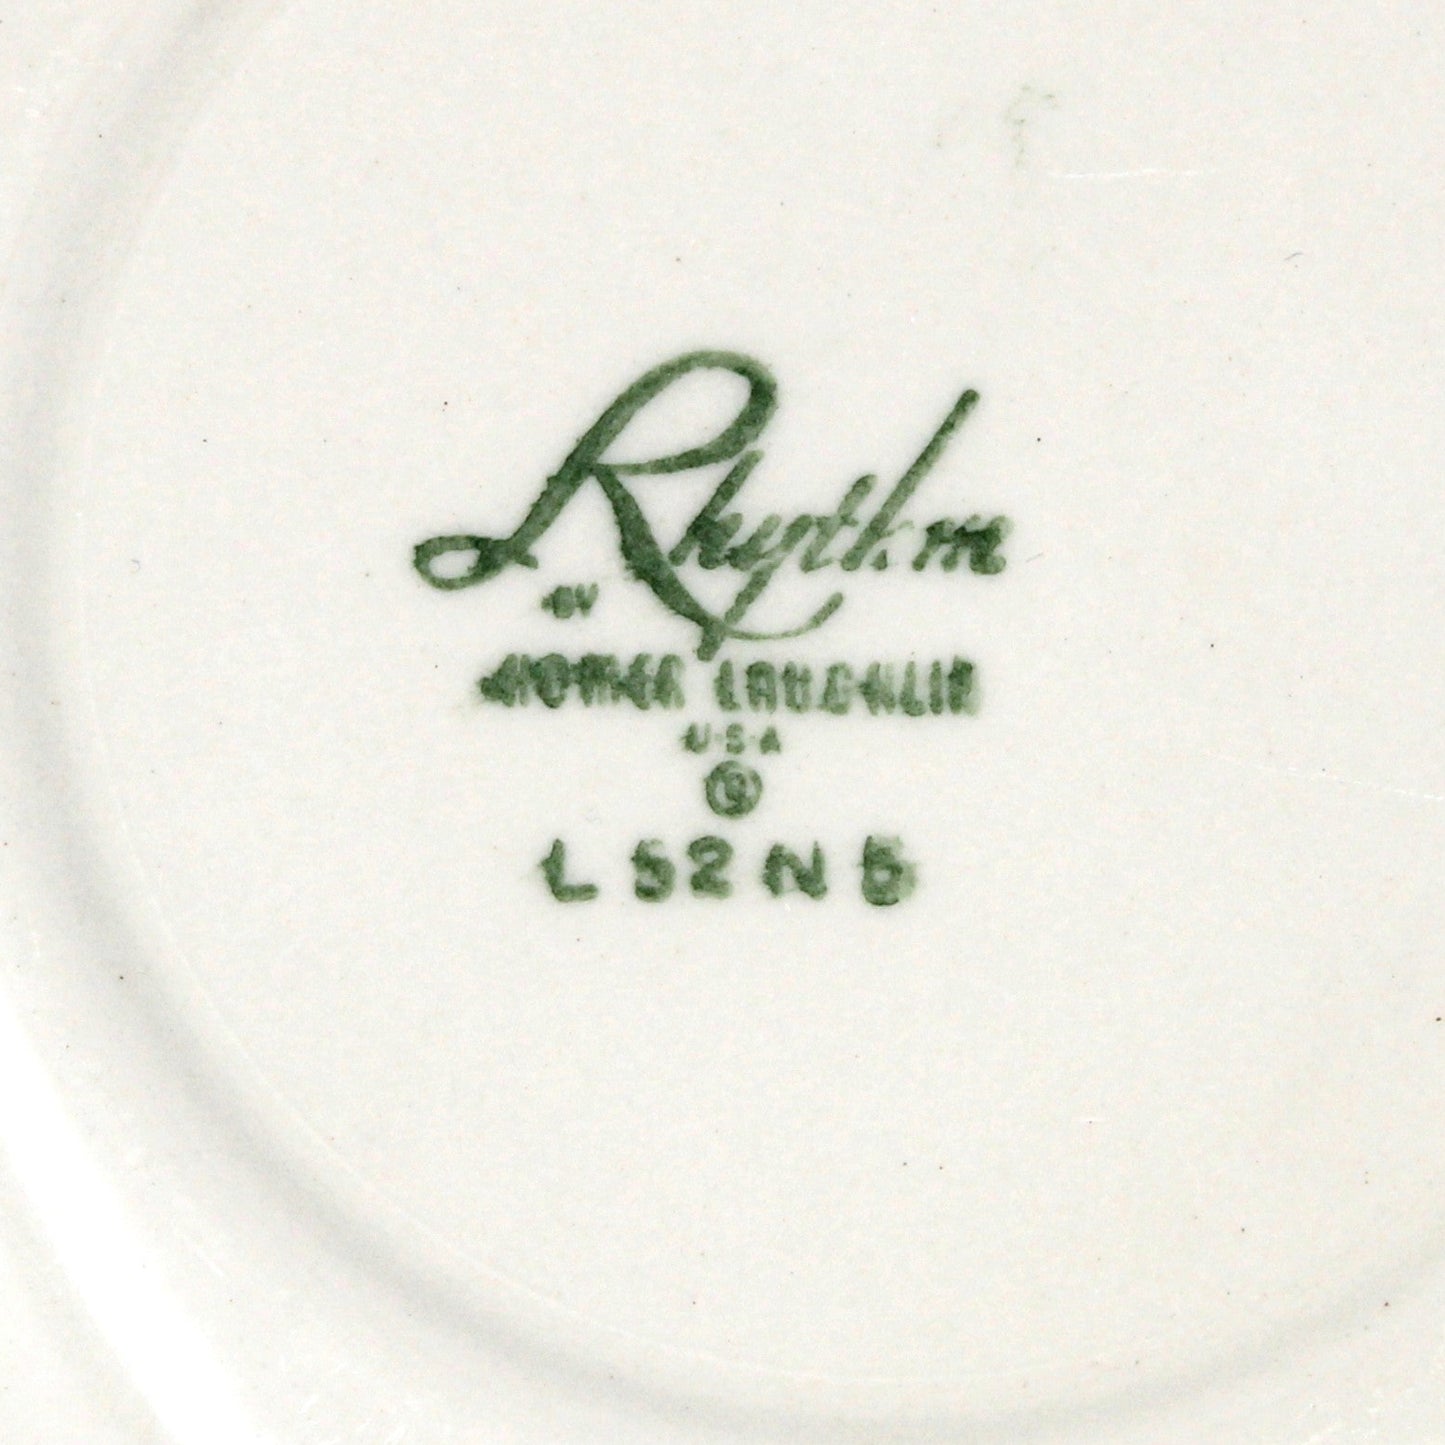 Rhythm
BY
HOMER LAUGHLIN
U.S.A
©
L 52 N 5